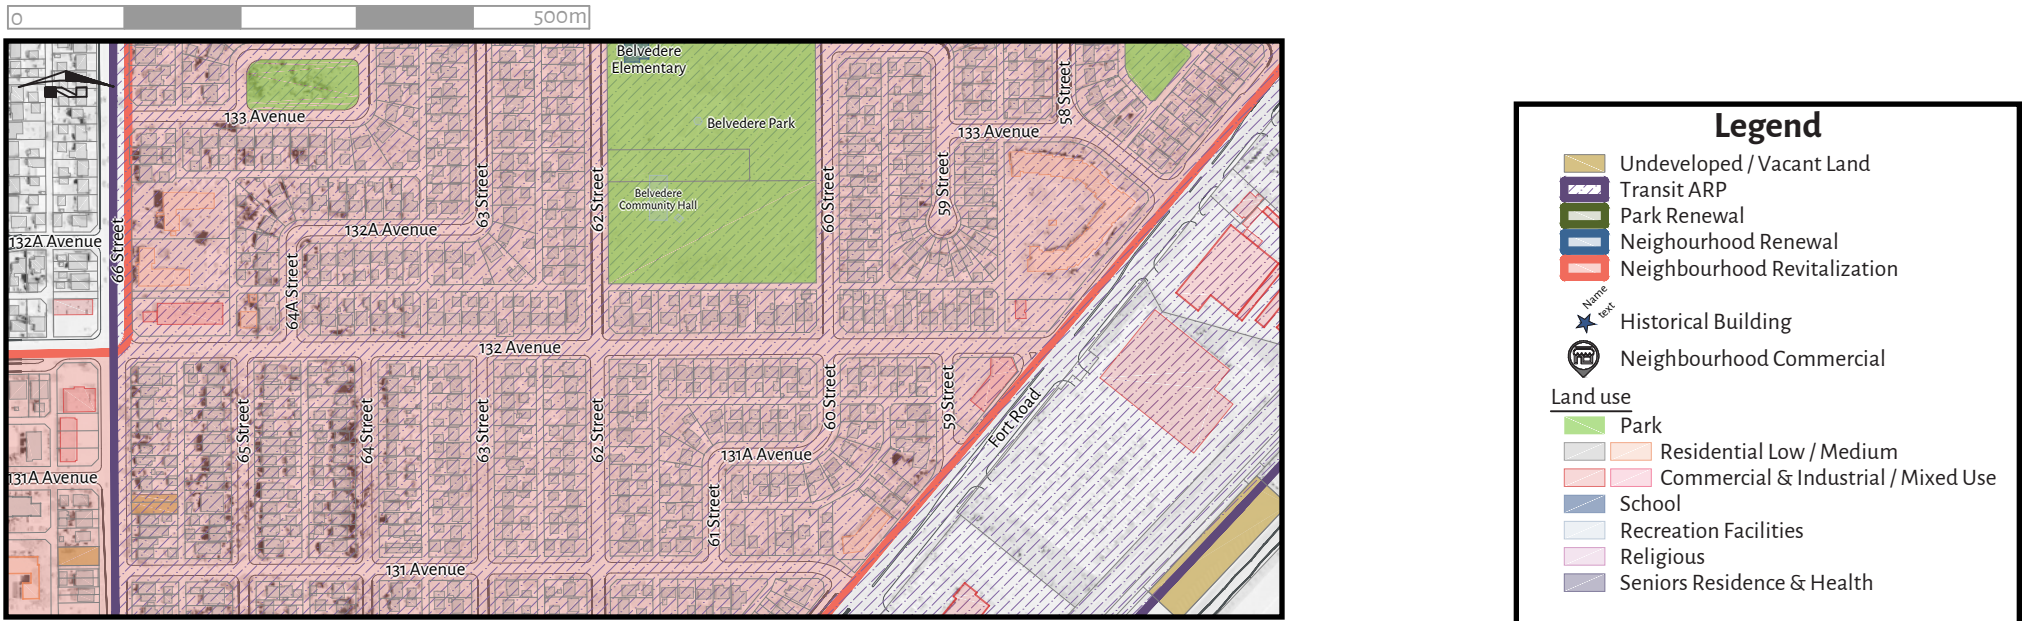 0
500m
Belvedere
Elementary
133 Avenue
58 Street
Belvedere Park
133 Avenue
63 Street
62 Street
Belvedere
Community Hall
60 Street
59 Street
132A Avenue
66 Street
132A Avenue
64A Street
132 Avenue
65 Street
64 Street
63 Street
62 Street
60 Street
59 Street
Fort Road
131A Avenue
131A Avenue
61 Street
131 Avenue
Legend
Undeveloped / Vacant Land
Transit ARP
Park Renewal
Neighourhood Renewal
Neighbourhood Revitalization
Name
text
Historical Building
Neighbourhood Commercial
Land use
Park
Residential Low / Medium
Commercial & Industrial / Mixed Use
School
Recreation Facilities
Religious
Seniors Residence & Health